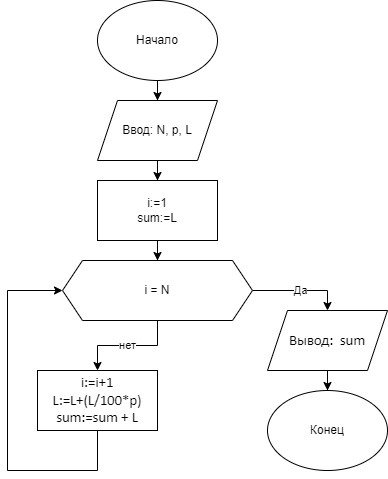 Начало
Ввод: N, p, L
i:=1
sum:=L
i = N
Да
нет
i:=i+1
L:=L+(L/100*p)
sum:=sum + L
Вывод: sum
Конец